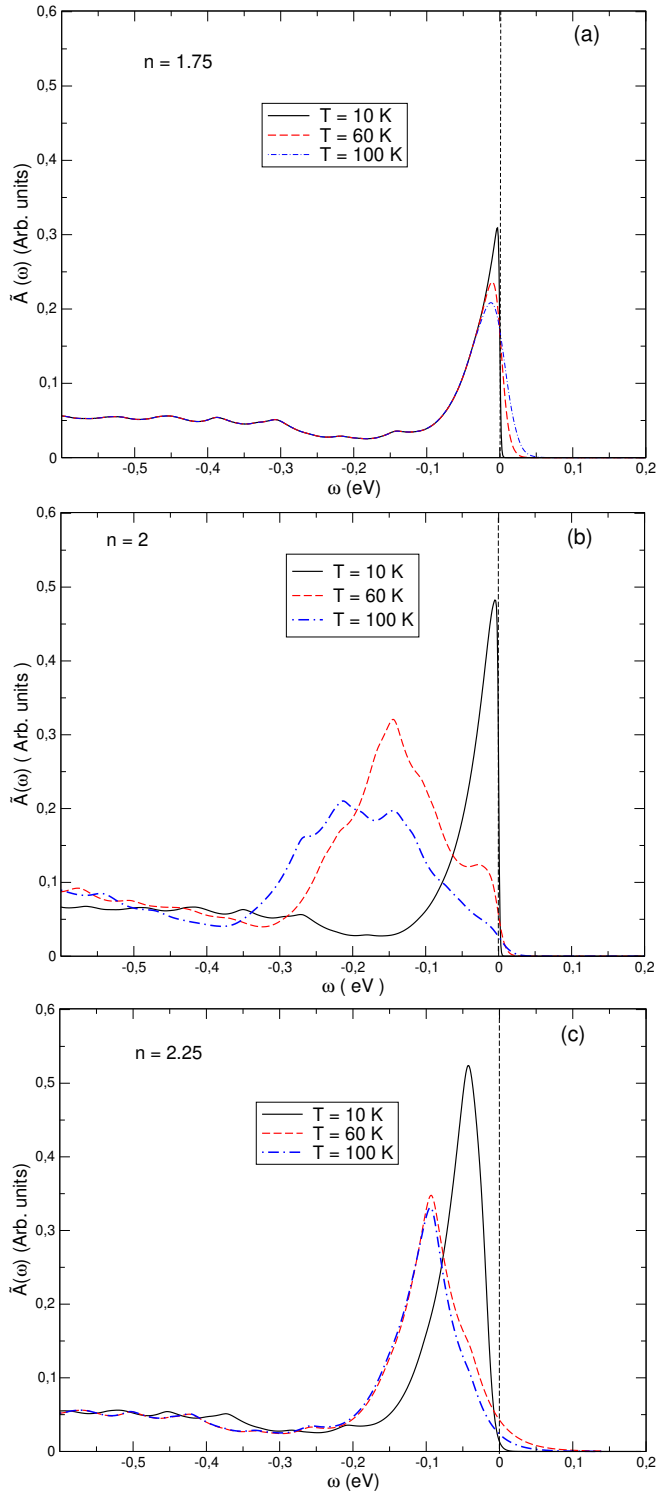 0,6
(a)
n = 1.75
0,5
T = 10 K
T = 60 K
T = 100 K
0,4
Ã (ω) (Arb. units)
0,3
0,2
0,1
0
-0,5 -0,4 -0,3 -0,2 -0,1 0 0,1 0,2
ω (eV)
0,6
(b)
n = 2
0,5
T = 10 K
T = 60 K
T = 100 K
0,4
Ã(ω) ( Arb. units )
0,3
0,2
0,1
0
-0,5 -0,4 -0,3 -0,2 -0,1 0 0,1 0,2
ω ( eV )
0,6
(c)
n = 2.25
0,5
T = 10 K
T = 60 K
T = 100 K
0,4
Ã(ω) (Arb. units)
0,3
0,2
0,1
0
-0,5 -0,4 -0,3 -0,2 -0,1 0 0,1 0,2
ω (eV)